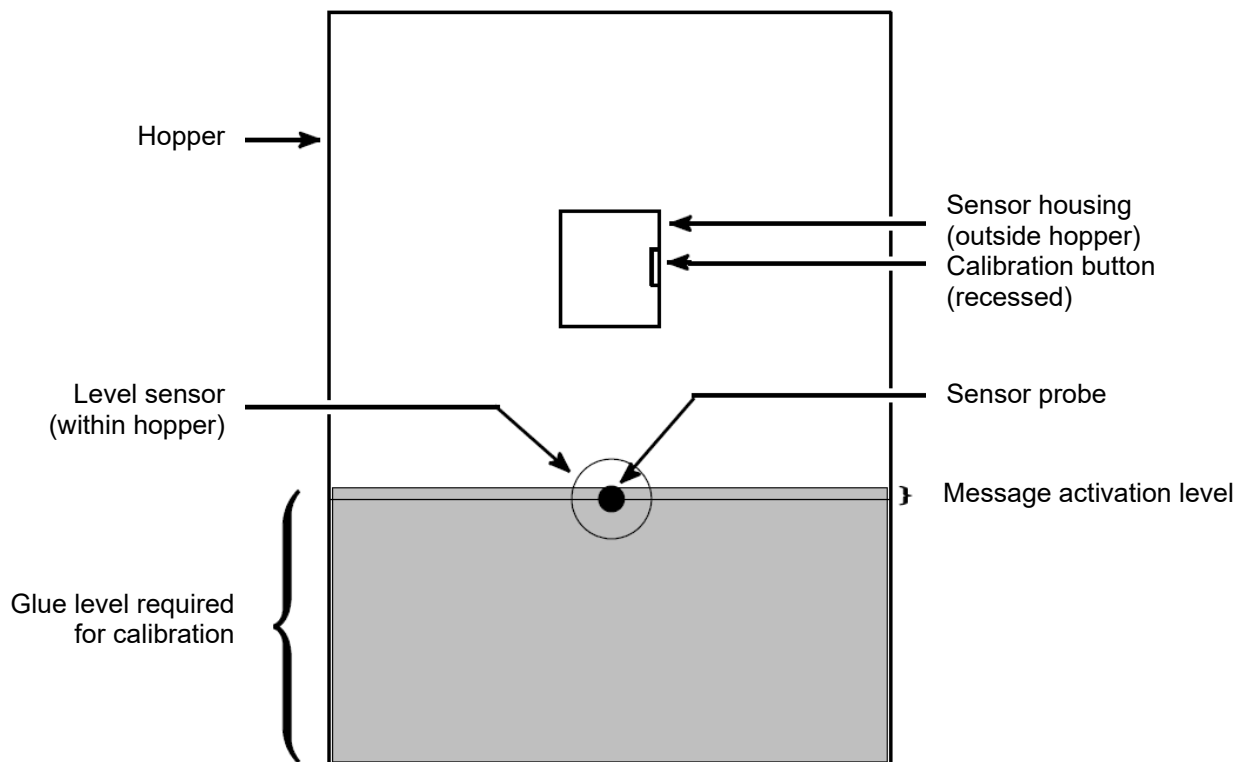 Hopper
Sensor housing
(outside hopper)
Calibration button
(recessed)
Level sensor
(within hopper)
Sensor probe
Message activation level
Glue level required
for calibration